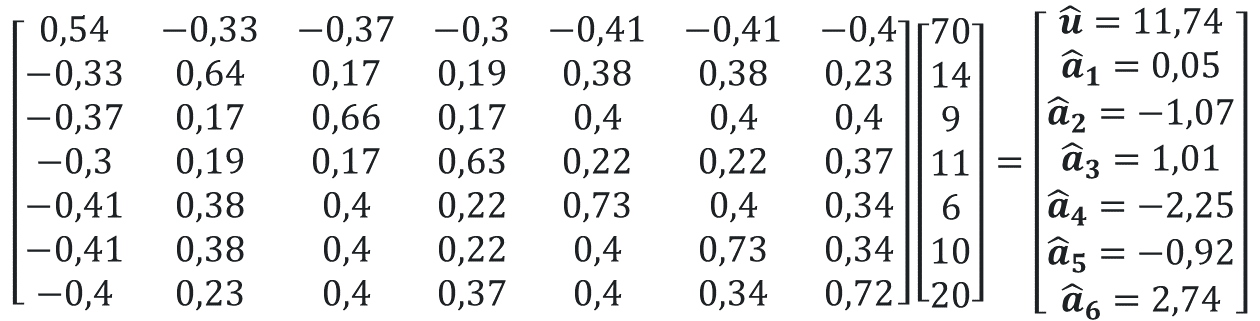 [0,54 −0,33 −0,37 −0,3 −0,41 −0,41 −0,4] [70] [û = 11,74]
−0,33 0,64 0,17 0,19 0,38 0,38 0,23 14 â₁ = 0,05
−0,37 0,17 0,66 0,17 0,4 0,4 0,4 9 â₂ = −1,07
−0,3 0,19 0,17 0,63 0,22 0,22 0,37 11 = â₃ = 1,01
−0,41 0,38 0,4 0,22 0,73 0,4 0,34 6 â₄ = −2,25
−0,41 0,38 0,4 0,22 0,4 0,73 0,34 10 â₅ = −0,92
−0,4 0,23 0,4 0,37 0,4 0,34 0,72 20 â₆ = 2,74